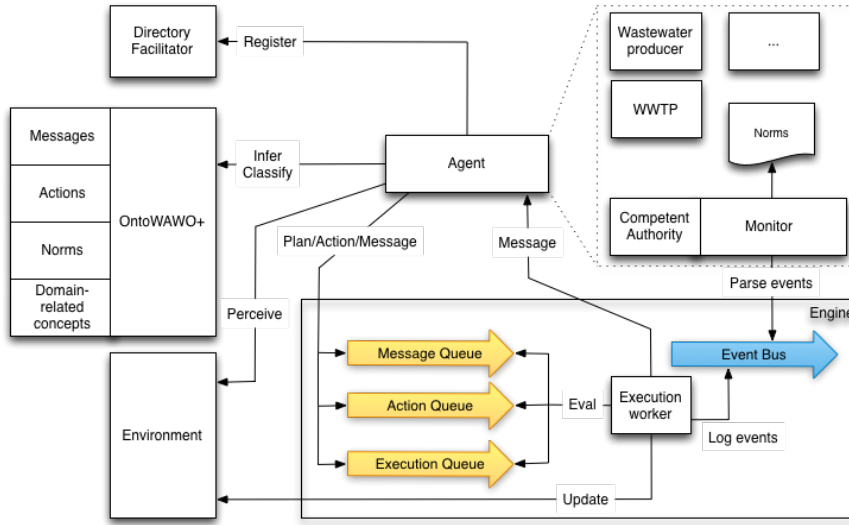 Directory
Facilitator
Register
Wastewater
producer
...
WWTP
Norms
Messages
Actions
Norms
Domain-
related
concepts
OntoWAWO+
Infer
Classify
Agent
Competent
Authority
Monitor
Plan/Action/Message
Message
Parse events
Perceive
Engine
Message Queue
Event Bus
Action Queue
Eval
Execution
worker
Environment
Log events
Execution Queue
Update